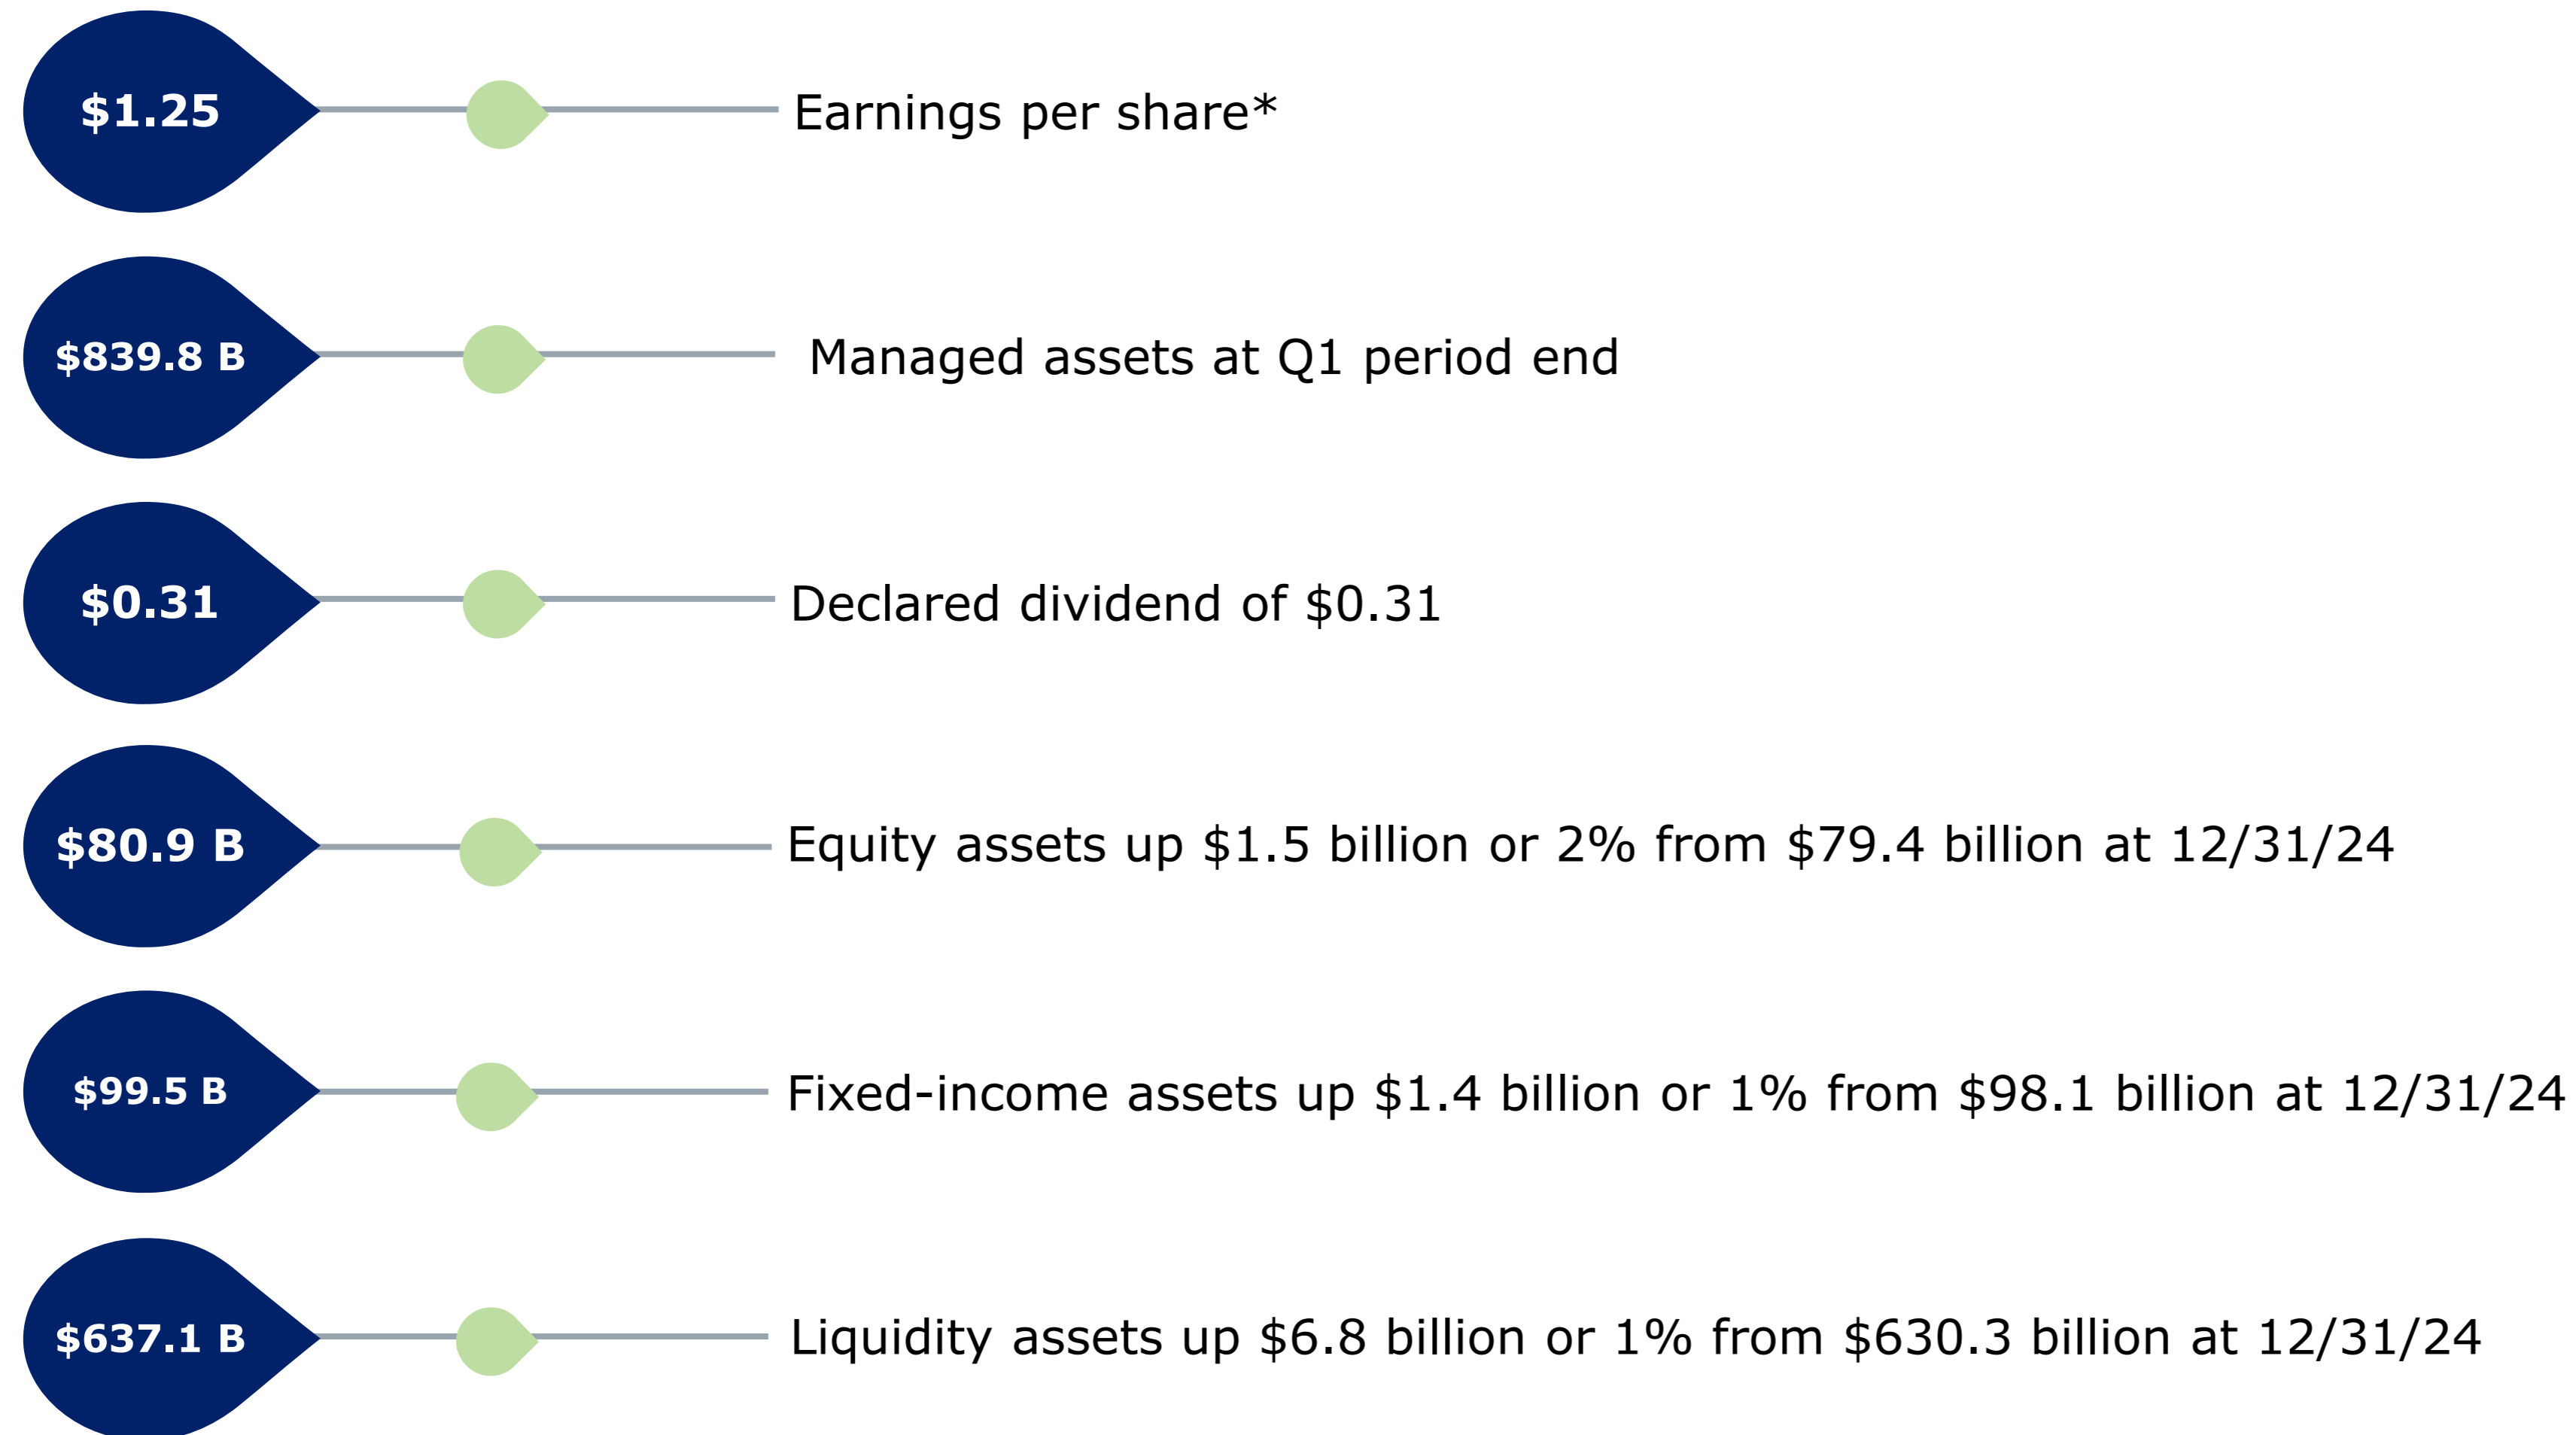 $1.25
Earnings per share*
$839.8 B
Managed assets at Q1 period end
$0.31
Declared dividend of $0.31
$80.9 B
Equity assets up $1.5 billion or 2% from $79.4 billion at 12/31/24
$99.5 B
Fixed-income assets up $1.4 billion or 1% from $98.1 billion at 12/31/24
$637.1 B
Liquidity assets up $6.8 billion or 1% from $630.3 billion at 12/31/24